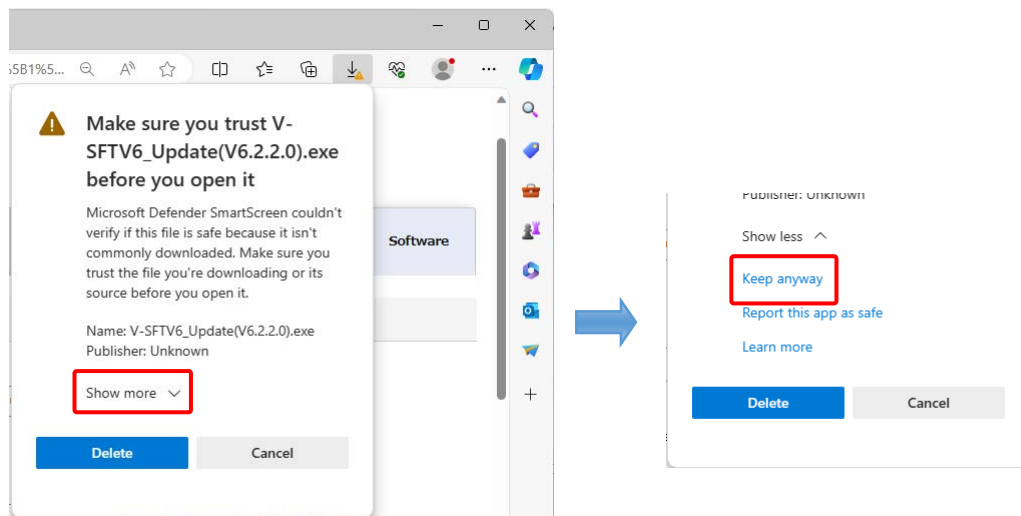 5B1%5...
Make sure you trust V-
SFTV6_Update(V6.2.2.0).exe
before you open it
Microsoft Defender SmartScreen couldn't
verify if this file is safe because it isn't
commonly downloaded. Make sure you
trust the file you're downloading or its
source before you open it.
Name: V-SFTV6_Update(V6.2.2.0).exe
Publisher: Unknown
Show more
Delete
Cancel
Software
Publisher: Unknown
Show less
Keep anyway
Report this app as safe
Learn more
Delete
Cancel